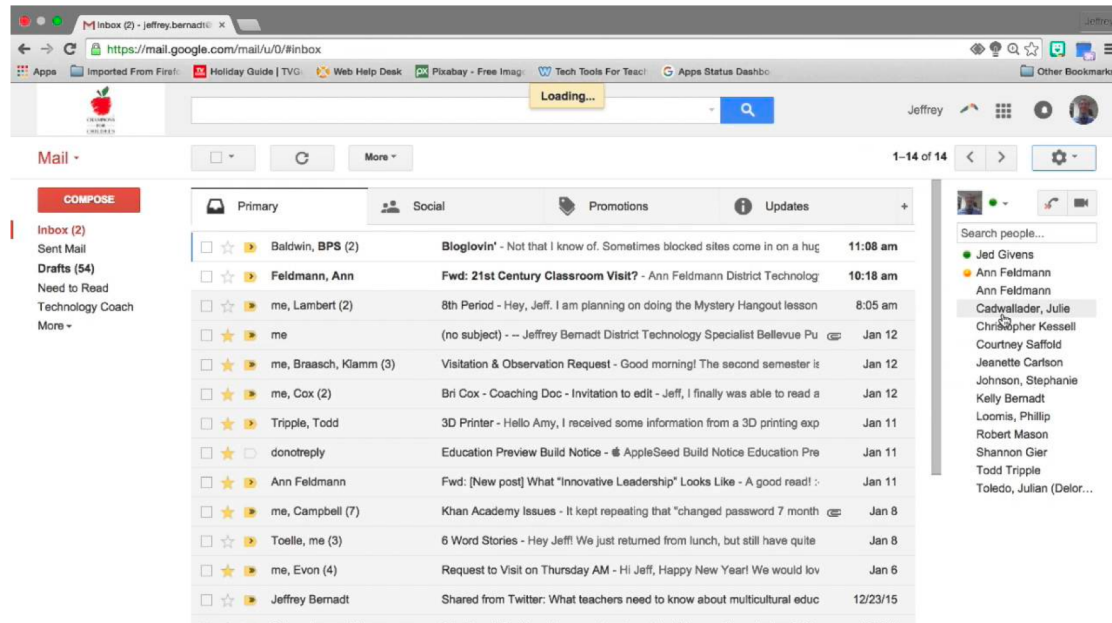 Inbox (2) - jeffrey.bernadt@
Jeffrey
https://mail.google.com/mail/u/0/#inbox
Apps Imported From Firefo Holiday Guide | TVG Web Help Desk Pixabay - Free Image Tech Tools For Teach Apps Status Dashbo Other Bookmarks
Loading...
CHAMPIONS
FOR
CHILDREN
Jeffrey
Mail
More
1–14 of 14
COMPOSE
Inbox (2)
Sent Mail
Drafts (54)
Need to Read
Technology Coach
More
Primary Social Promotions Updates +
Baldwin, BPS (2) Bloglovin' - Not that I know of. Sometimes blocked sites come in on a hug 11:08 am
Feldmann, Ann Fwd: 21st Century Classroom Visit? - Ann Feldmann District Technolog 10:18 am
me, Lambert (2) 8th Period - Hey, Jeff. I am planning on doing the Mystery Hangout lesson 8:05 am
me (no subject) - -- Jeffrey Bernadt District Technology Specialist Bellevue Pu Jan 12
me, Braasch, Klamm (3) Visitation & Observation Request - Good morning! The second semester is Jan 12
me, Cox (2) Bri Cox - Coaching Doc - Invitation to edit - Jeff, I finally was able to read a Jan 12
Tripple, Todd 3D Printer - Hello Amy, I received some information from a 3D printing exp Jan 11
donotreply Education Preview Build Notice - AppleSeed Build Notice Education Pre Jan 11
Ann Feldmann Fwd: [New post] What "Innovative Leadership" Looks Like - A good read! :- Jan 11
me, Campbell (7) Khan Academy Issues - It kept repeating that "changed password 7 month Jan 8
Toelle, me (3) 6 Word Stories - Hey Jeff! We just returned from lunch, but still have quite Jan 8
me, Evon (4) Request to Visit on Thursday AM - Hi Jeff, Happy New Year! We would lov Jan 6
Jeffrey Bernadt Shared from Twitter: What teachers need to know about multicultural educ 12/23/15
Search people...
Jed Givens
Ann Feldmann
Ann Feldmann
Cadwallader, Julie
Christopher Kessell
Courtney Saffold
Jeanette Carlson
Johnson, Stephanie
Kelly Bernadt
Loomis, Phillip
Robert Mason
Shannon Gier
Todd Tripple
Toledo, Julian (Delor...